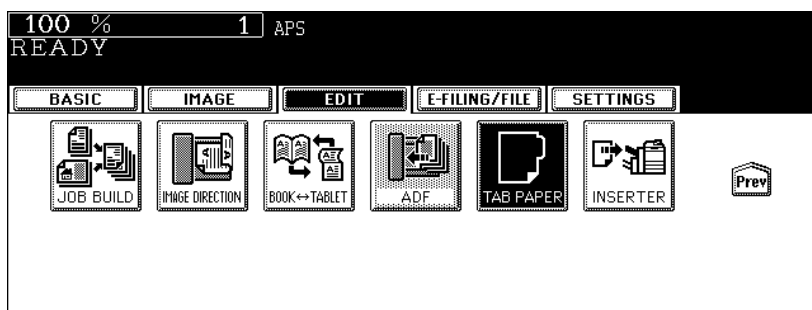 100 % 1 APS
READY
BASIC IMAGE EDIT E-FILING/FILE SETTINGS
JOB BUILD IMAGE DIRECTION BOOK↔TABLET ADF TAB PAPER INSERTER Prev